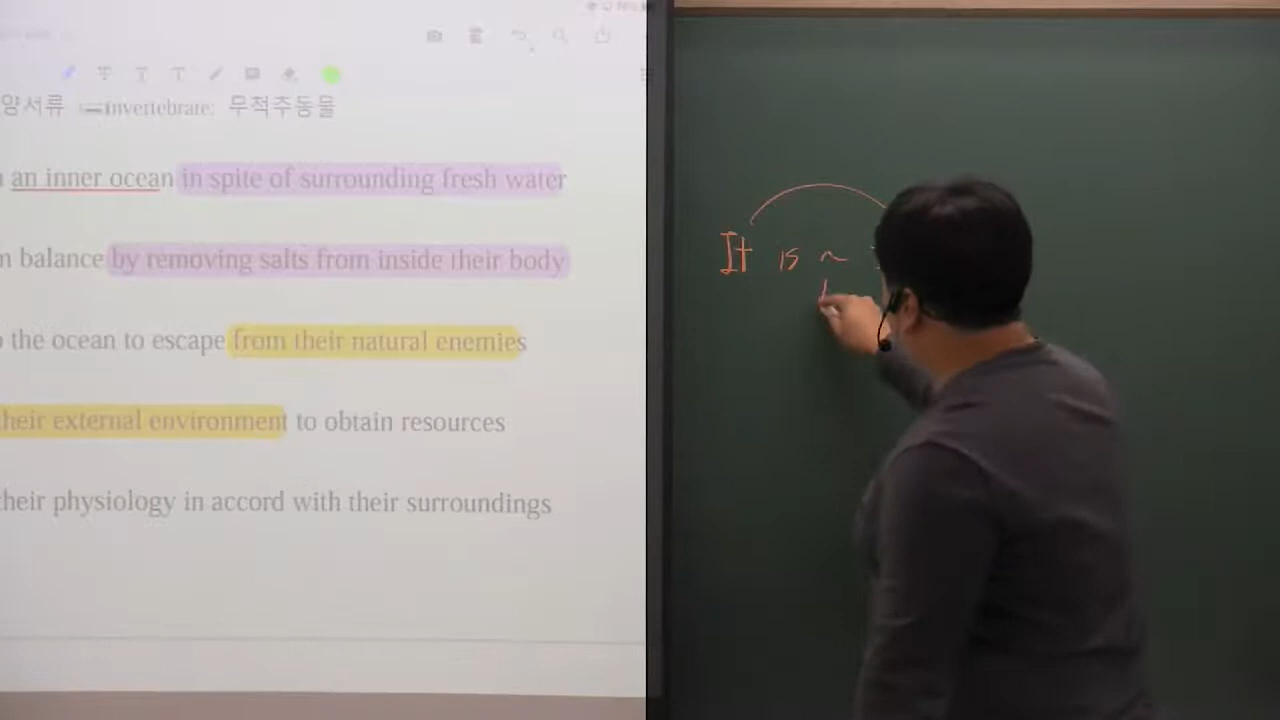 양서류 invertebrate: 무척추동물
an inner ocean in spite of surrounding fresh water
balance by removing salts from inside their body
the ocean to escape from their natural enemies
their external environment to obtain resources
their physiology in accord with their surroundings
It is ~